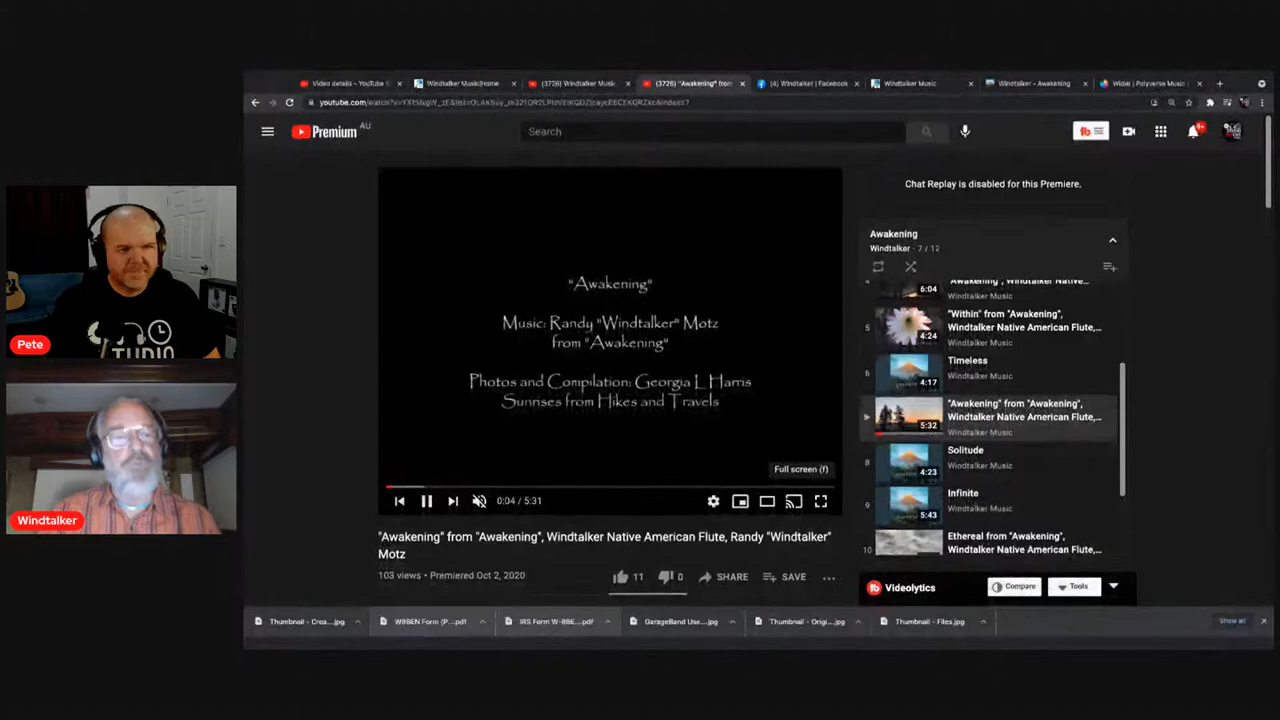 Video details - YouTube S
Windtalker Music|Home
(3726) Windtalker Music
(3726) "Awakening" from
(4) Windtalker | Facebook
Windtalker Music
Windtalker - Awakening
Wider | Polyverse Music
Premium
AU
Search
9+
Chat Replay is disabled for this Premiere.
Awakening
Windtalker - 7 / 12
"Awakening"
Music: Randy "Windtalker" Motz
from "Awakening"
Photos and Compilation: Georgia L Harris
Sunrises from Hikes and Travels
Full screen (f)
0:04 / 5:31
"Awakening", Windtalker Native...
Windtalker Music
6:04
5
"Within" from "Awakening",
Windtalker Native American Flute,...
Windtalker Music
4:24
6
Timeless
Windtalker Music
4:17
"Awakening" from "Awakening",
Windtalker Native American Flute,...
Windtalker Music
5:32
8
Solitude
Windtalker Music
4:23
9
Infinite
Windtalker Music
5:43
10
Ethereal from "Awakening",
Windtalker Native American Flute,...
"Awakening" from "Awakening", Windtalker Native American Flute, Randy "Windtalker"
Motz
103 views • Premiered Oct 2, 2020
11
0
SHARE
SAVE
Videolytics
Compare
Tools
Thumbnail - Crea....jpg
W8BEN Form (P....pdf
IRS Form W-8BE....pdf
GarageBand Use....jpg
Thumbnail - Origi....jpg
Thumbnail - Files.jpg
Show all
Pete
Windtalker